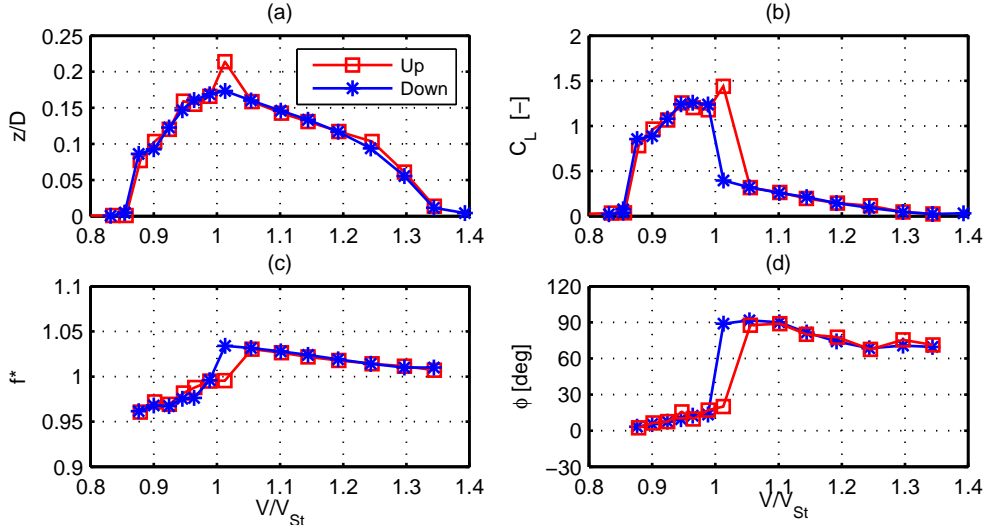 (a) (b)
0.25 0.2 0.15 0.1 0.05 0
z/D
Up
Down
0.8 0.9 1 1.1 1.2 1.3 1.4
2 1.5 1 0.5 0
C_L [−]
0.8 0.9 1 1.1 1.2 1.3 1.4
(c) (d)
1.1 1.05 1 0.95 0.9
f*
0.8 0.9 1 1.1 1.2 1.3 1.4
V/V_St
120 90 60 30 0 −30
ϕ [deg]
0.8 0.9 1 1.1 1.2 1.3 1.4
V/V_St